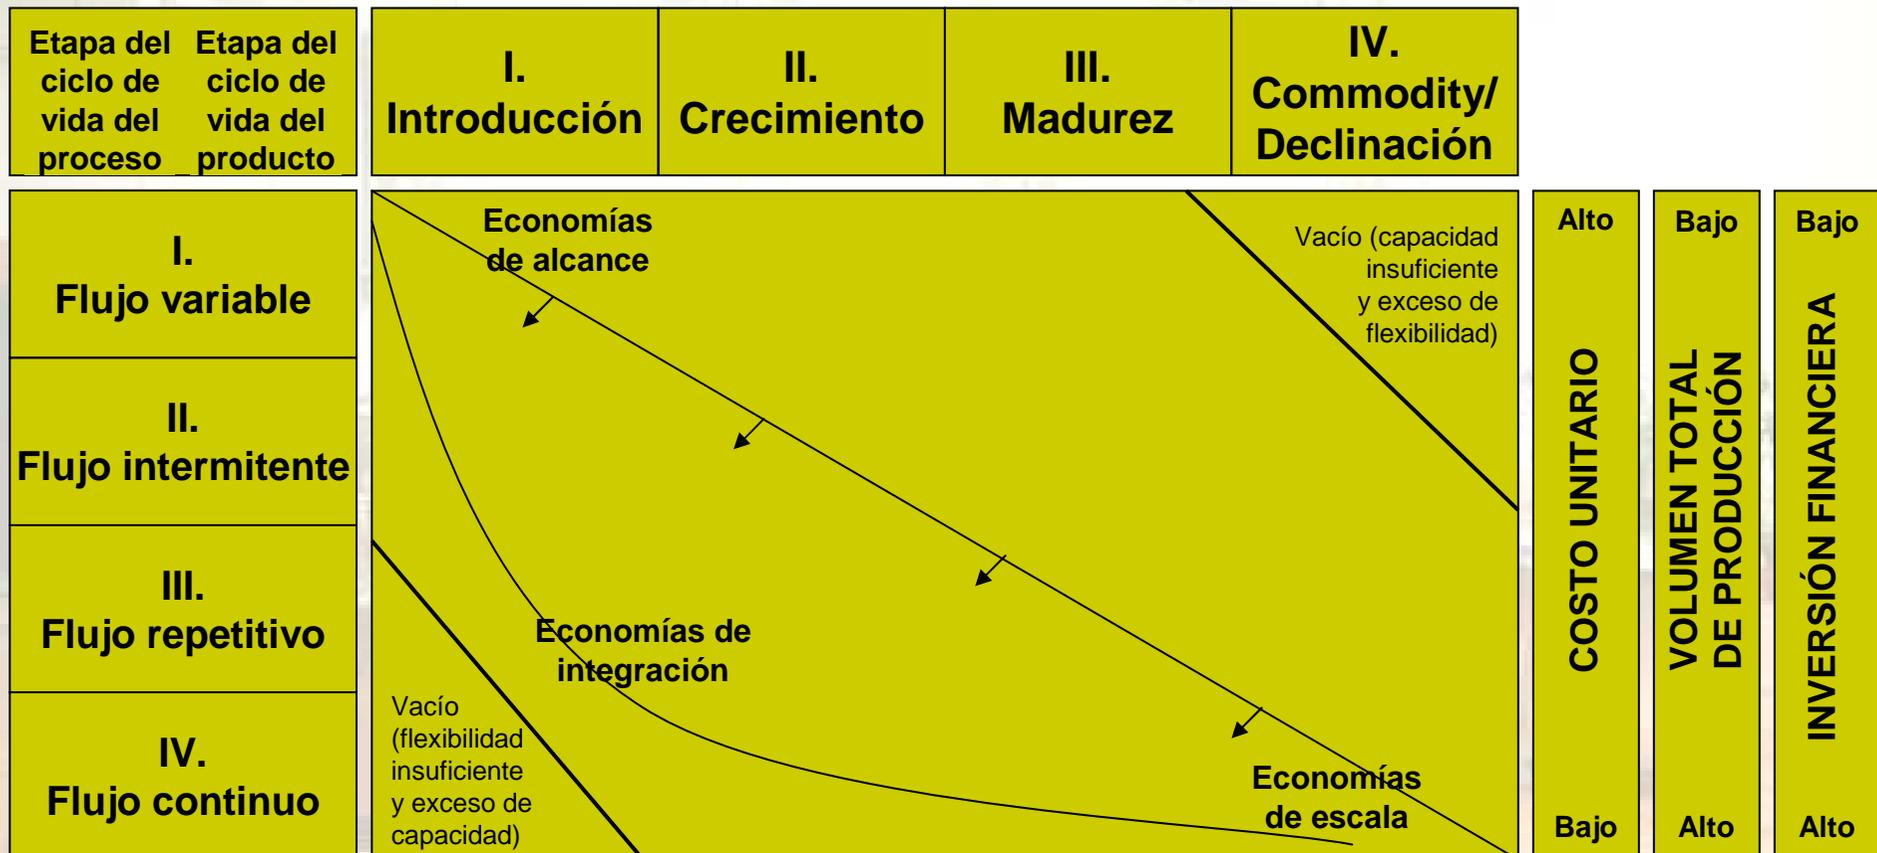 Etapa del
ciclo de
vida del
proceso
Etapa del
ciclo de
vida del
producto
I.
Introducción
II.
Crecimiento
III.
Madurez
IV.
Commodity/
Declinación
I.
Flujo variable
II.
Flujo intermitente
III.
Flujo repetitivo
IV.
Flujo continuo
Economías
de alcance
Vacío (capacidad
insuficiente
y exceso de
flexibilidad)
Economías de
integración
Vacío
(flexibilidad
insuficiente
y exceso de
capacidad)
Economías
de escala
Alto
COSTO UNITARIO
Bajo
Bajo
VOLUMEN TOTAL
DE PRODUCCIÓN
Alto
Bajo
INVERSIÓN FINANCIERA
Alto